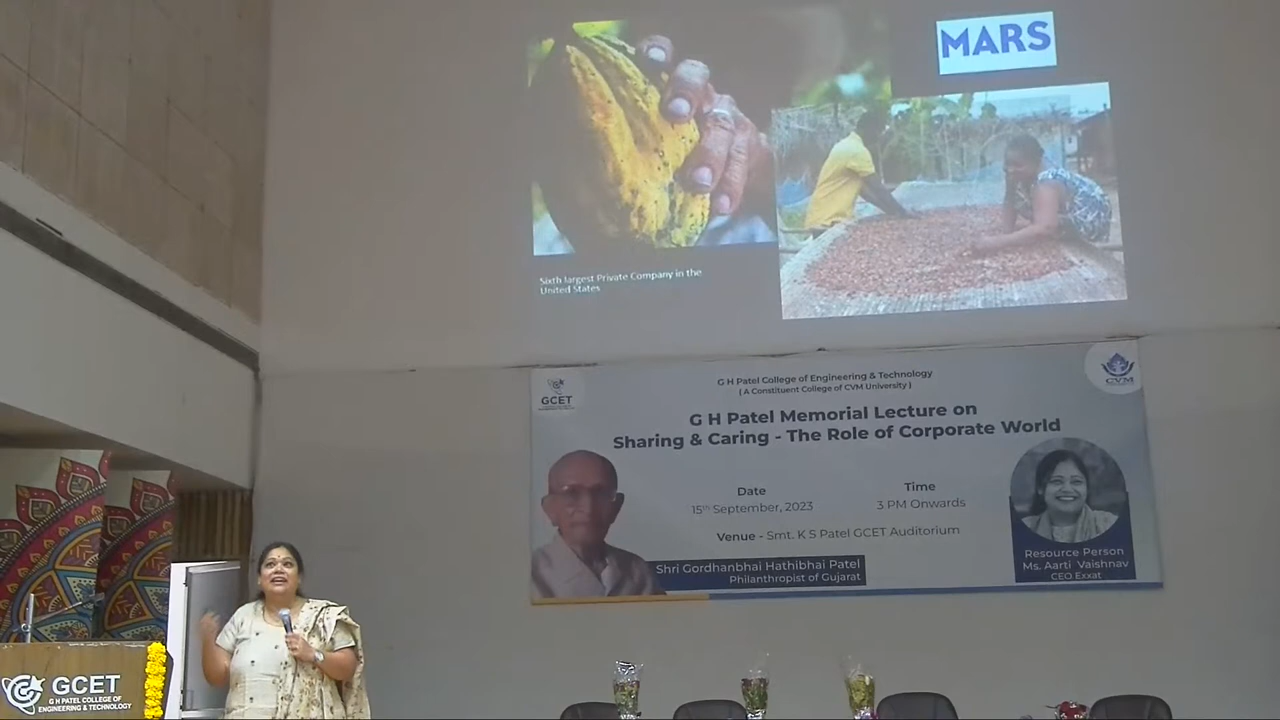 MARS
Sixth largest Private Company in the
United States
GCET
CVM
G H Patel College of Engineering & Technology
( A Constituent College of CVM University )
G H Patel Memorial Lecture on
Sharing & Caring - The Role of Corporate World
Date
15th September, 2023
Time
3 PM Onwards
Venue - Smt. K S Patel GCET Auditorium
Shri Gordhanbhai Hathibhai Patel
Philanthropist of Gujarat
Resource Person
Ms. Aarti Vaishnav
CEO Exxat
GCET
G H PATEL COLLEGE OF
ENGINEERING & TECHNOLOGY